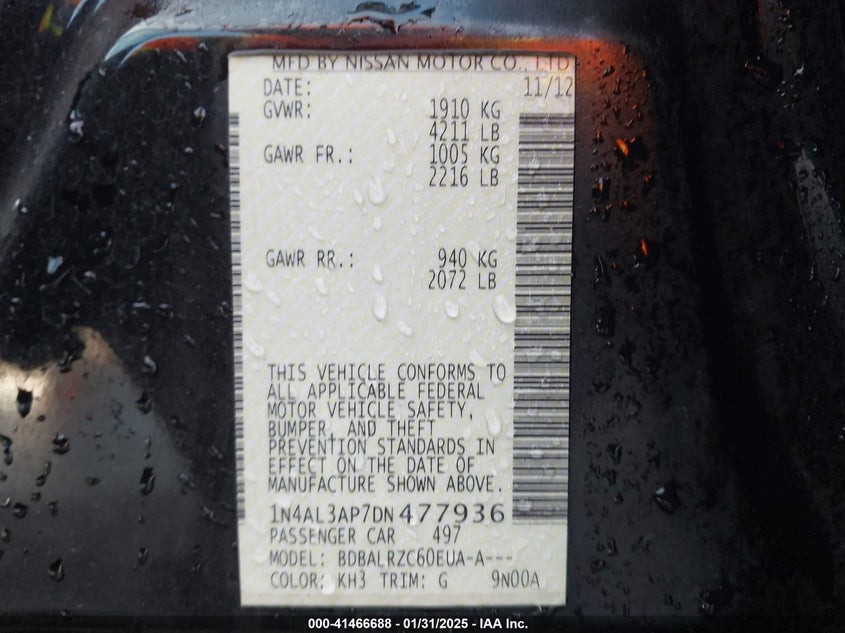 MFD BY NISSAN MOTOR CO., LTD
DATE: 11/12
GVWR: 1910 KG
4211 LB
GAWR FR.: 1005 KG
2216 LB
GAWR RR.: 940 KG
2072 LB
THIS VEHICLE CONFORMS TO
ALL APPLICABLE FEDERAL
MOTOR VEHICLE SAFETY,
BUMPER, AND THEFT
PREVENTION STANDARDS IN
EFFECT ON THE DATE OF
MANUFACTURE SHOWN ABOVE.
1N4AL3AP7DN477936
PASSENGER CAR 497
MODEL: BDBALRZC60EUA-A---
COLOR: KH3 TRIM: G 9N00A
000-41466688 - 01/31/2025 - IAA Inc.